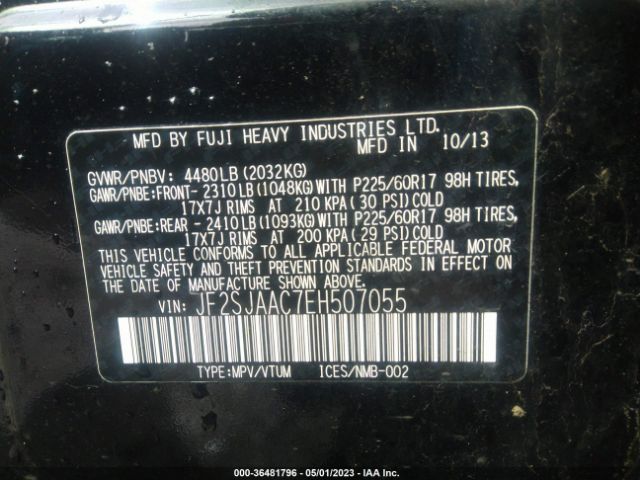 MFD BY FUJI HEAVY INDUSTRIES LTD.
MFD IN 10/13
GVWR/PNBV: 4480LB (2032KG)
GAWR/PNBE:FRONT- 2310LB(1048KG)WITH P225/60R17 98H TIRES,
17X7J RIMS AT 210 KPA(30 PSI)COLD
GAWR/PNBE:REAR - 2410LB(1093KG)WITH P225/60R17 98H TIRES,
17X7J RIMS AT 200 KPA(29 PSI)COLD
THIS VEHICLE CONFORMS TO ALL APPLICABLE FEDERAL MOTOR
VEHICLE SAFETY AND THEFT PREVENTION STANDARDS IN EFFECT ON
THE DATE OF MANUFACTURE SHOWN ABOVE.
VIN: JF2SJAAC7EH507055
TYPE:MPV/VTUM ICES/NMB-002
000-36481796 - 05/01/2023 - IAA Inc.